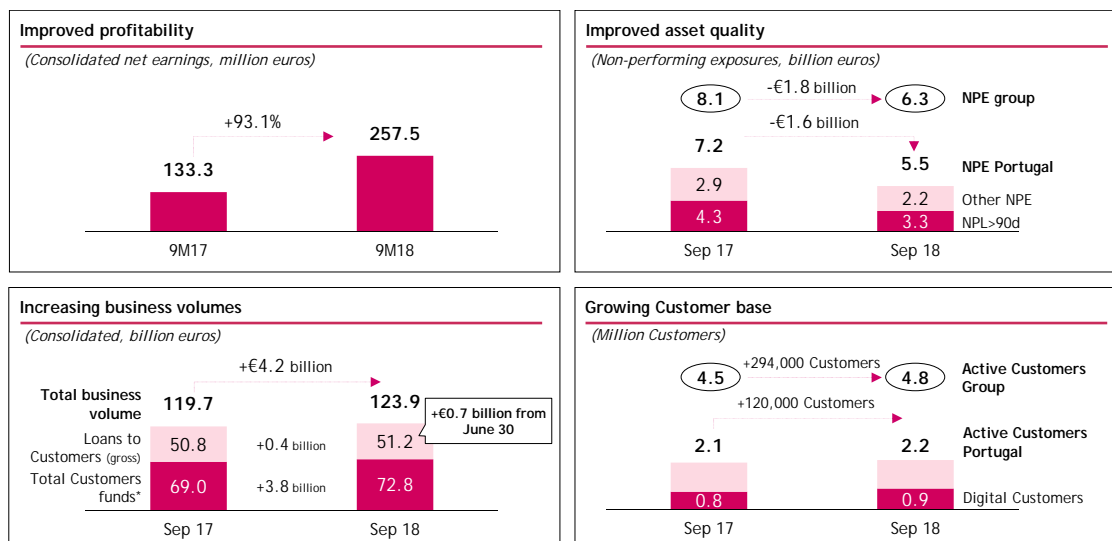 Improved profitability
(Consolidated net earnings, million euros)
+93.1%
257.5
133.3
9M17
9M18
Improved asset quality
(Non-performing exposures, billion euros)
-€1.8 billion
8.1
6.3
NPE group
-€1.6 billion
7.2
5.5
NPE Portugal
2.9
2.2
Other NPE
4.3
3.3
NPL>90d
Sep 17
Sep 18
Increasing business volumes
(Consolidated, billion euros)
+€4.2 billion
Total business
volume
119.7
123.9
+€0.7 billion from
June 30
Loans to
Customers (gross)
50.8
+0.4 billion
51.2
Total Customers
funds*
69.0
+3.8 billion
72.8
Sep 17
Sep 18
Growing Customer base
(Million Customers)
+294,000 Customers
4.5
4.8
Active Customers
Group
+120,000 Customers
2.1
2.2
Active Customers
Portugal
0.8
0.9
Digital Customers
Sep 17
Sep 18